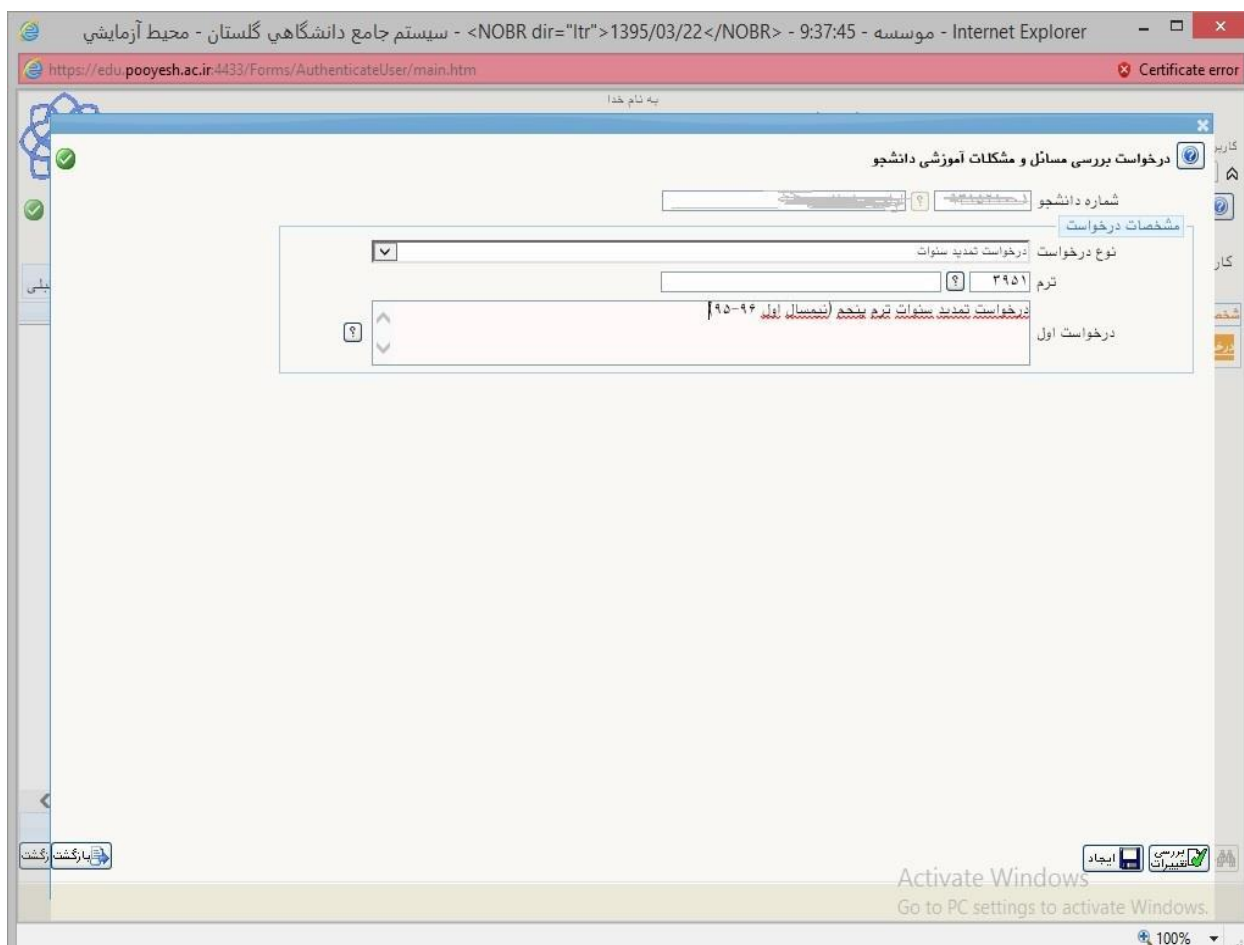 سيستم جامع دانشگاهي گلستان - محيط آزمايشي - <NOBR dir="ltr">1395/03/22</NOBR> - 9:37:45 - موسسه - Internet Explorer
https://edu.pooyesh.ac.ir:4433/Forms/AuthenticateUser/main.htm
Certificate error
به نام خدا
کاربر
درخواست بررسی مسائل و مشکلات آموزشی دانشجو
شماره دانشجو
مشخصات درخواست
نوع درخواست درخواست تمدید سنوات
ترم ۳۹۵۱
درخواست اول درخواست تمدید سنوات ترم پنجم (نیمسال اول ۹۶-۹۵)
کار
بررسی تغییرات
ایجاد
بازگشت
Activate Windows
Go to PC settings to activate Windows.
100%